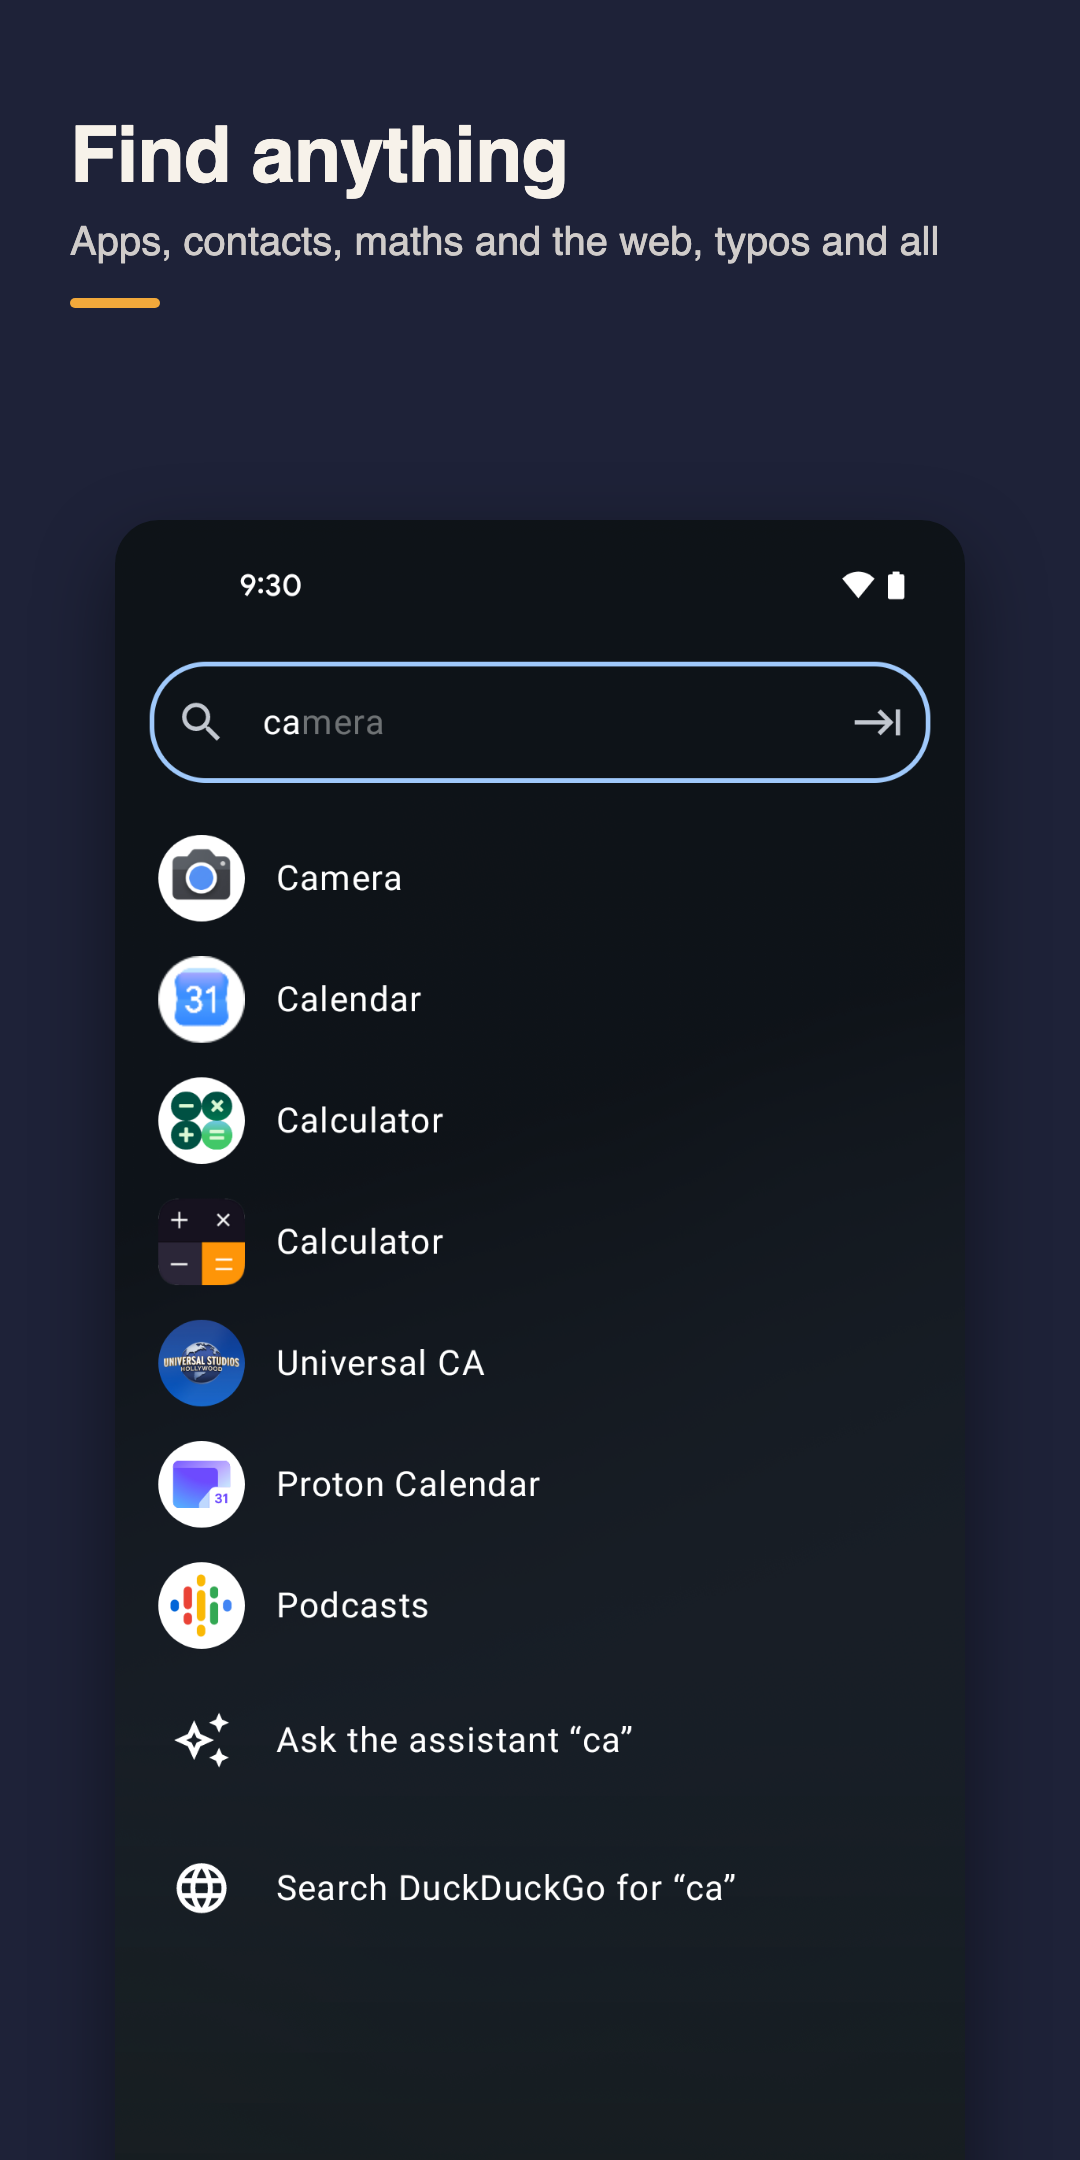 Find anything
Apps, contacts, maths and the web, typos and all
9:30
camera
Camera
31
Calendar
Calculator
Calculator
UNIVERSAL STUDIOS
HOLLYWOOD
Universal CA
31
Proton Calendar
Podcasts
Ask the assistant “ca”
Search DuckDuckGo for “ca”